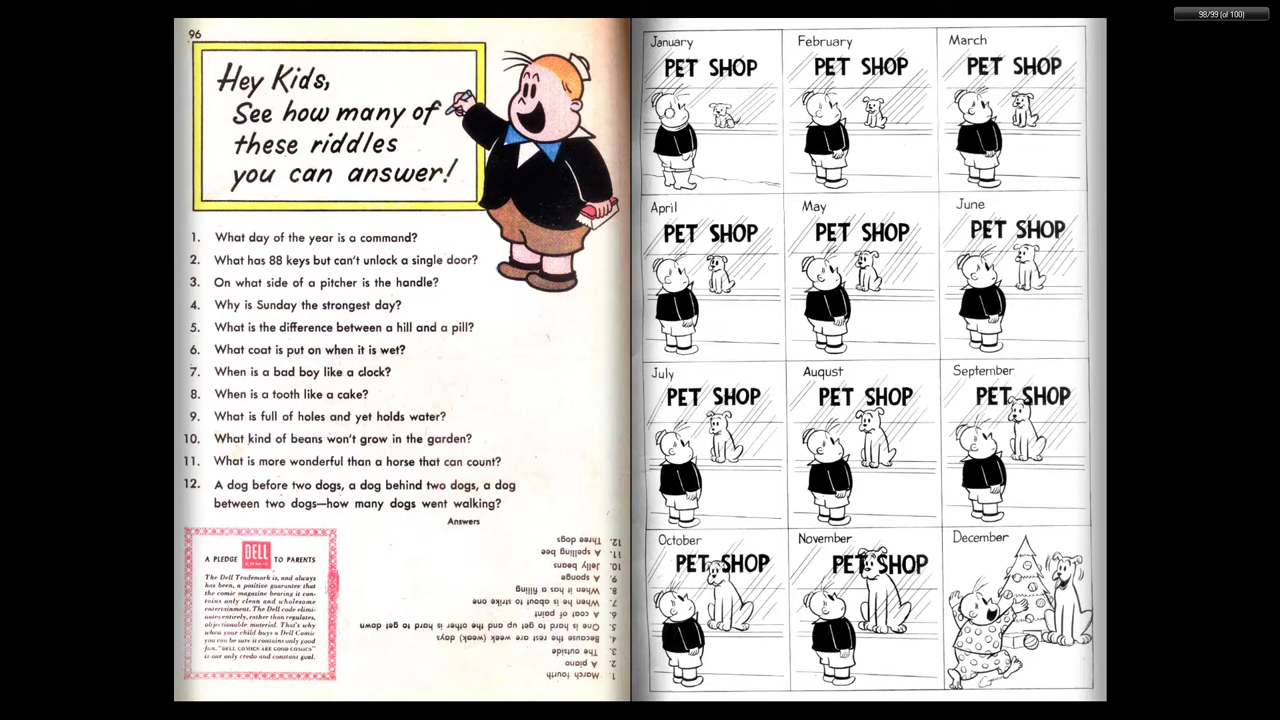 98/99 (of 100)
96
Hey Kids,
See how many of
these riddles
you can answer!
1. What day of the year is a command?
2. What has 88 keys but can't unlock a single door?
3. On what side of a pitcher is the handle?
4. Why is Sunday the strongest day?
5. What is the difference between a hill and a pill?
6. What coat is put on when it is wet?
7. When is a bad boy like a clock?
8. When is a tooth like a cake?
9. What is full of holes and yet holds water?
10. What kind of beans won't grow in the garden?
11. What is more wonderful than a horse that can count?
12. A dog before two dogs, a dog behind two dogs, a dog
between two dogs—how many dogs went walking?
Answers
1. March fourth
2. A piano
3. The outside
4. Because the rest are week (weak) days
5. One is hard to get up and the other is hard to get down
6. A coat of paint
7. When he is about to strike one
8. When it has a filling
9. A sponge
10. Jelly beans
11. A spelling bee
12. Three dogs
A PLEDGE DELL COMIC TO PARENTS
The Dell Trademark is, and always
has been, a positive guarantee that
the comic magazine bearing it con-
tains only clean and wholesome
entertainment. The Dell code elimi-
nates entirely, rather than regulates,
objectionable material. That's why
when your child buys a Dell Comic
you can be sure it contains only good
fun. "DELL COMICS ARE GOOD COMICS"
is our only credo and constant goal.
January
PET SHOP
February
PET SHOP
March
PET SHOP
April
PET SHOP
May
PET SHOP
June
PET SHOP
July
PET SHOP
August
PET SHOP
September
PET SHOP
October
PET SHOP
November
PET SHOP
December